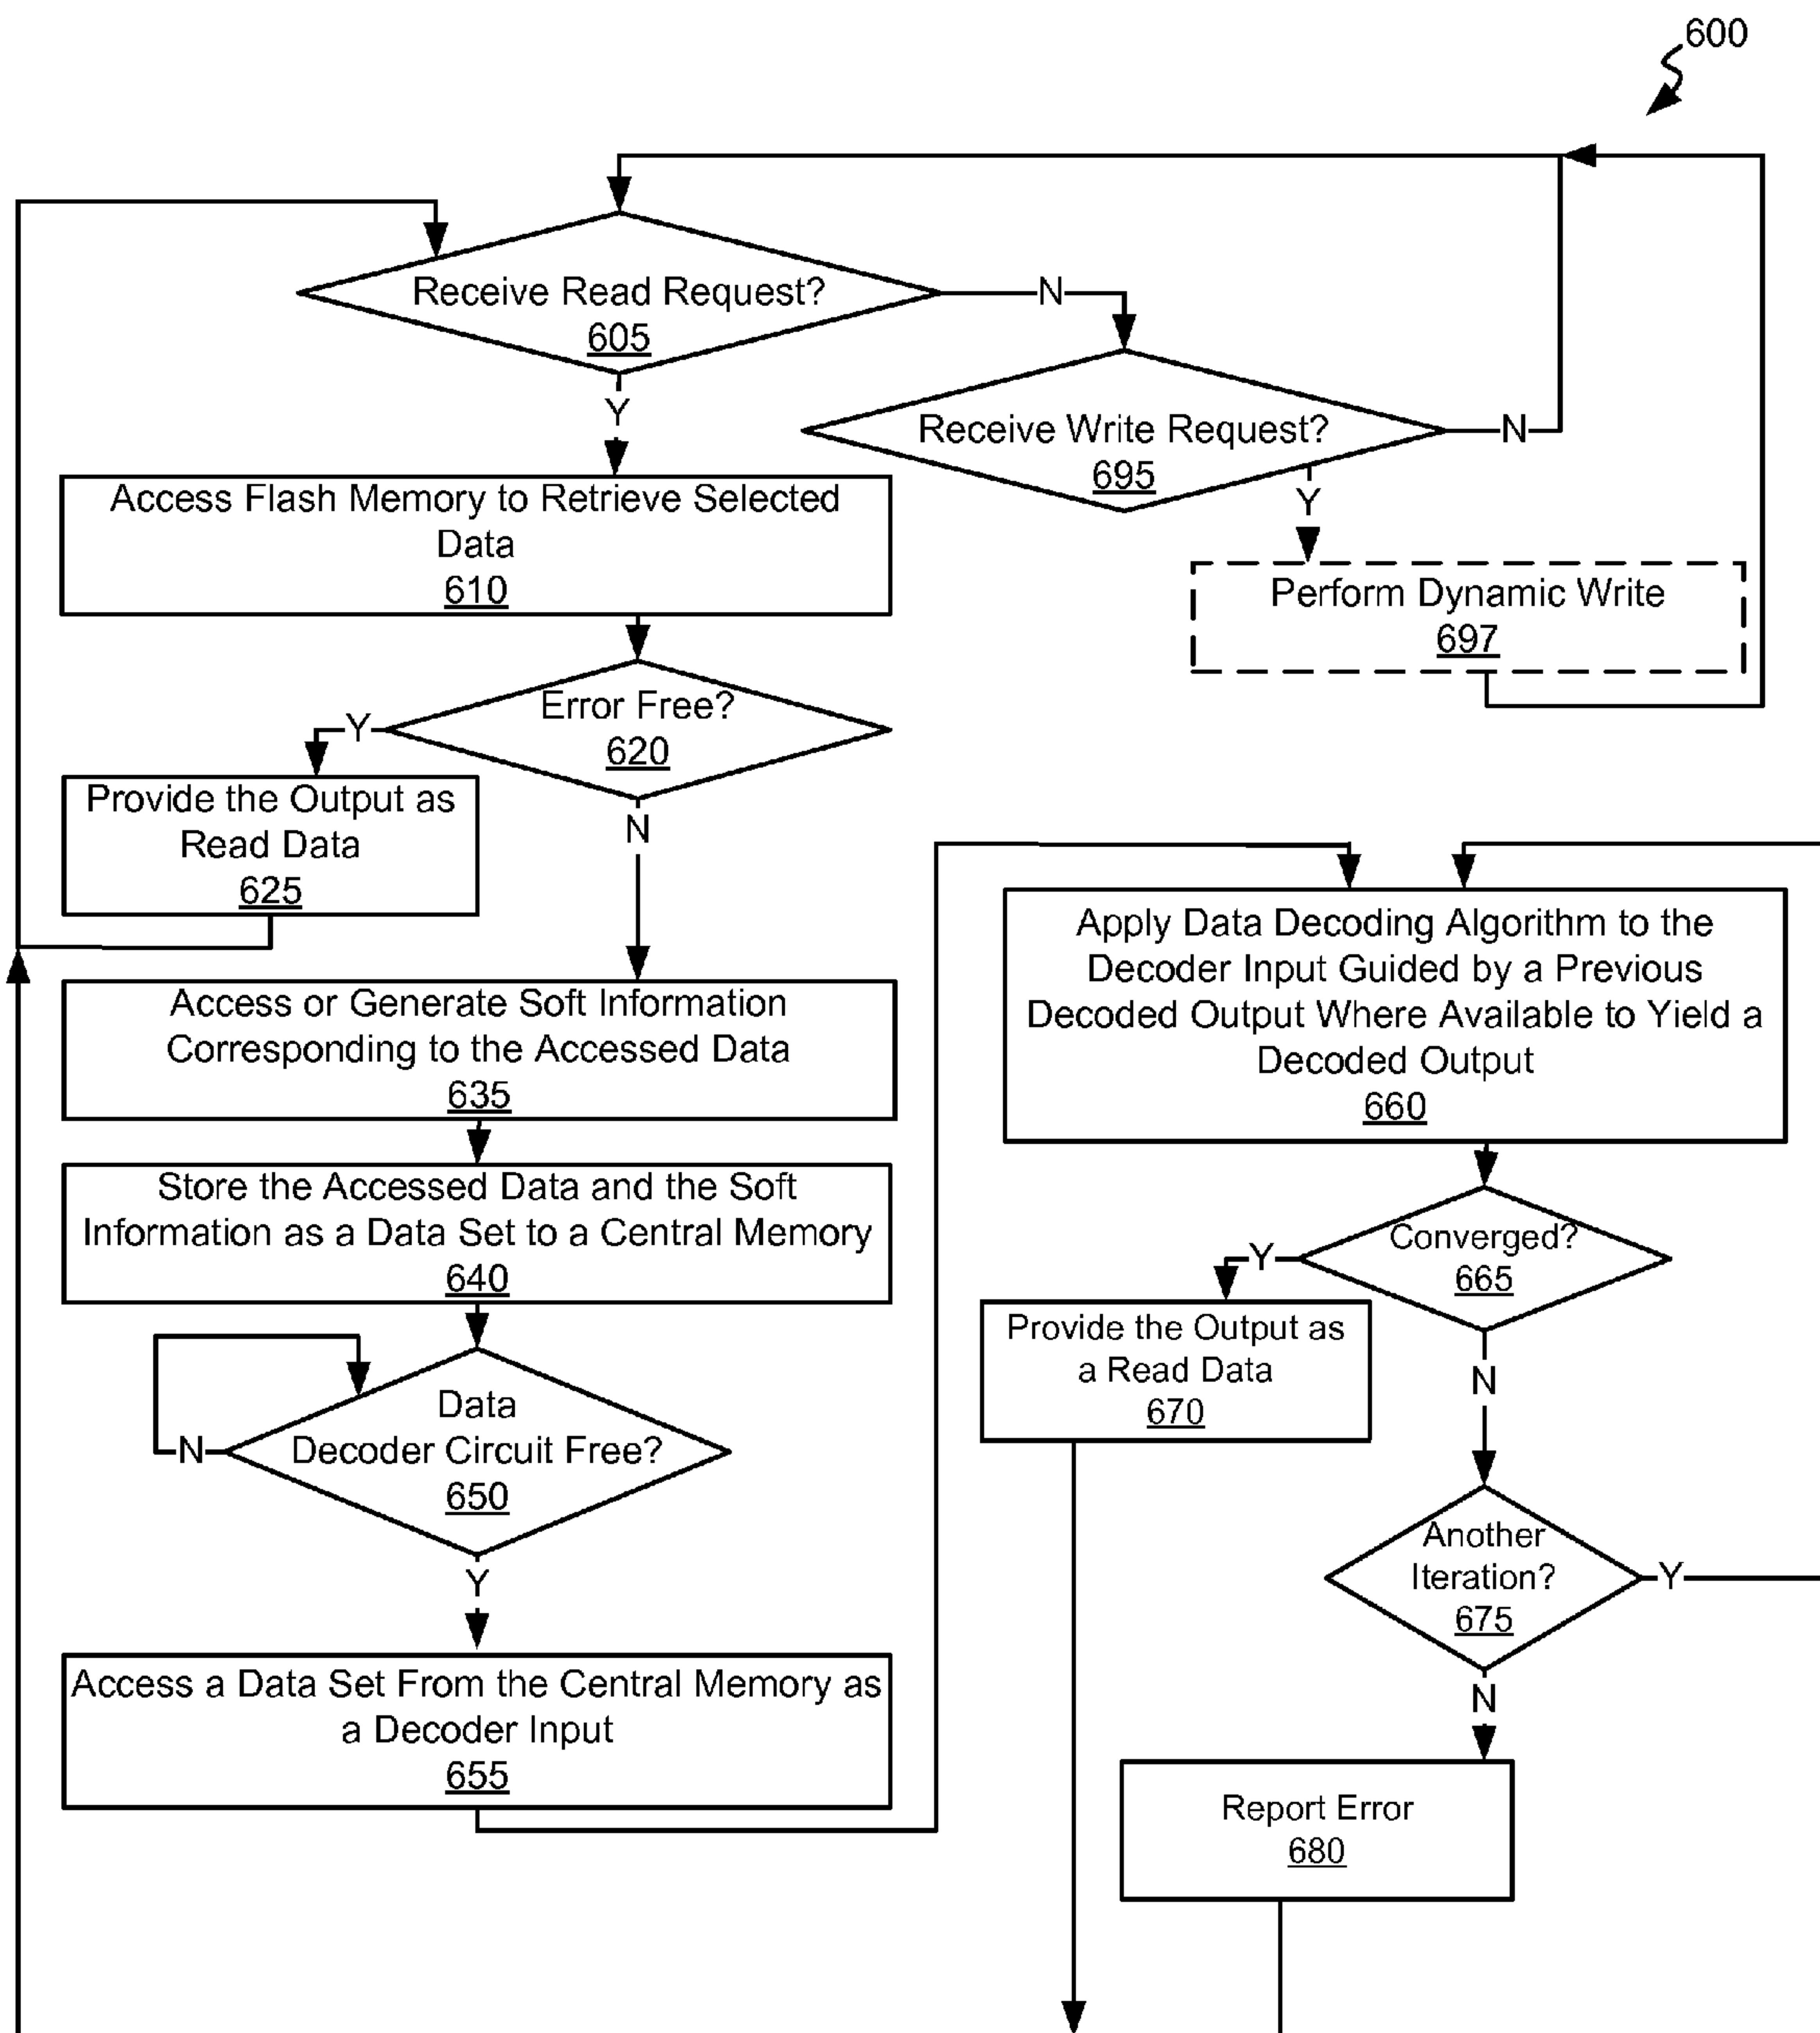 600
Receive Read Request?
605
N
Y
Receive Write Request?
695
N
Y
Access Flash Memory to Retrieve Selected
Data
610
Perform Dynamic Write
697
Error Free?
620
Y
N
Provide the Output as
Read Data
625
Access or Generate Soft Information
Corresponding to the Accessed Data
635
Store the Accessed Data and the Soft
Information as a Data Set to a Central Memory
640
Data
Decoder Circuit Free?
650
N
Y
Access a Data Set From the Central Memory as
a Decoder Input
655
Apply Data Decoding Algorithm to the
Decoder Input Guided by a Previous
Decoded Output Where Available to Yield a
Decoded Output
660
Converged?
665
Y
N
Provide the Output as
a Read Data
670
Another
Iteration?
675
Y
N
Report Error
680